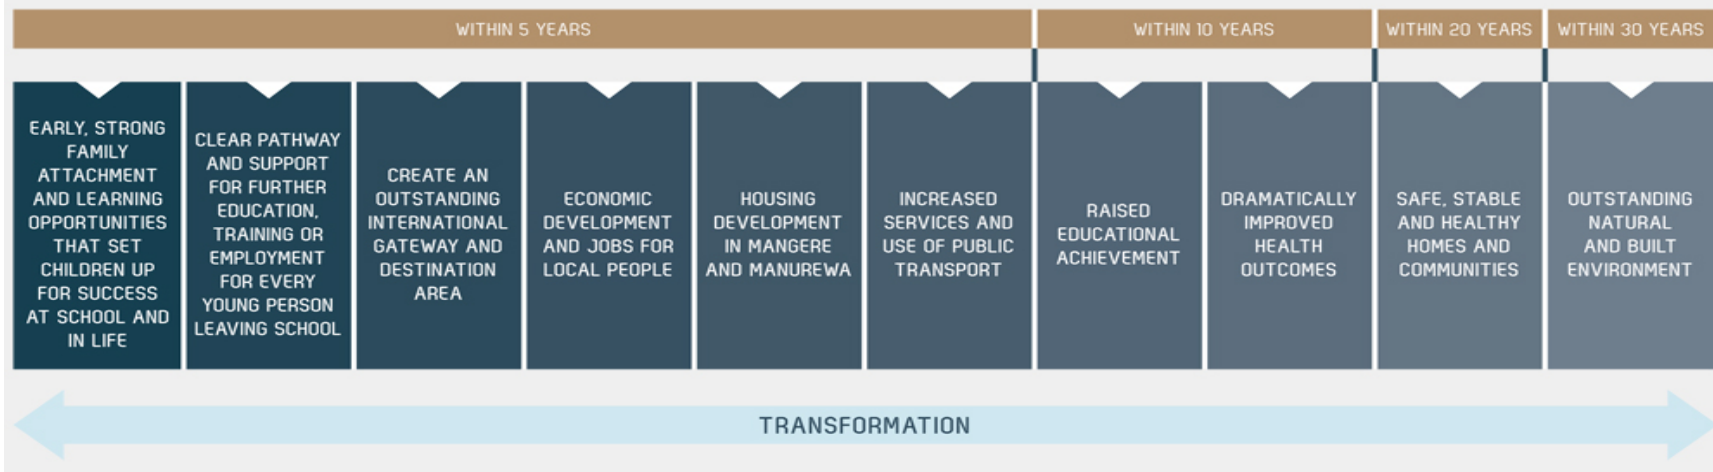 WITHIN 5 YEARS
WITHIN 10 YEARS
WITHIN 20 YEARS
WITHIN 30 YEARS
EARLY, STRONG
FAMILY
ATTACHMENT
AND LEARNING
OPPORTUNITIES
THAT SET
CHILDREN UP
FOR SUCCESS
AT SCHOOL AND
IN LIFE
CLEAR PATHWAY
AND SUPPORT
FOR FURTHER
EDUCATION,
TRAINING OR
EMPLOYMENT
FOR EVERY
YOUNG PERSON
LEAVING SCHOOL
CREATE AN
OUTSTANDING
INTERNATIONAL
GATEWAY AND
DESTINATION
AREA
ECONOMIC
DEVELOPMENT
AND JOBS FOR
LOCAL PEOPLE
HOUSING
DEVELOPMENT
IN MANGERE
AND MANUREWA
INCREASED
SERVICES AND
USE OF PUBLIC
TRANSPORT
RAISED
EDUCATIONAL
ACHIEVEMENT
DRAMATICALLY
IMPROVED
HEALTH
OUTCOMES
SAFE, STABLE
AND HEALTHY
HOMES AND
COMMUNITIES
OUTSTANDING
NATURAL
AND BUILT
ENVIRONMENT
TRANSFORMATION